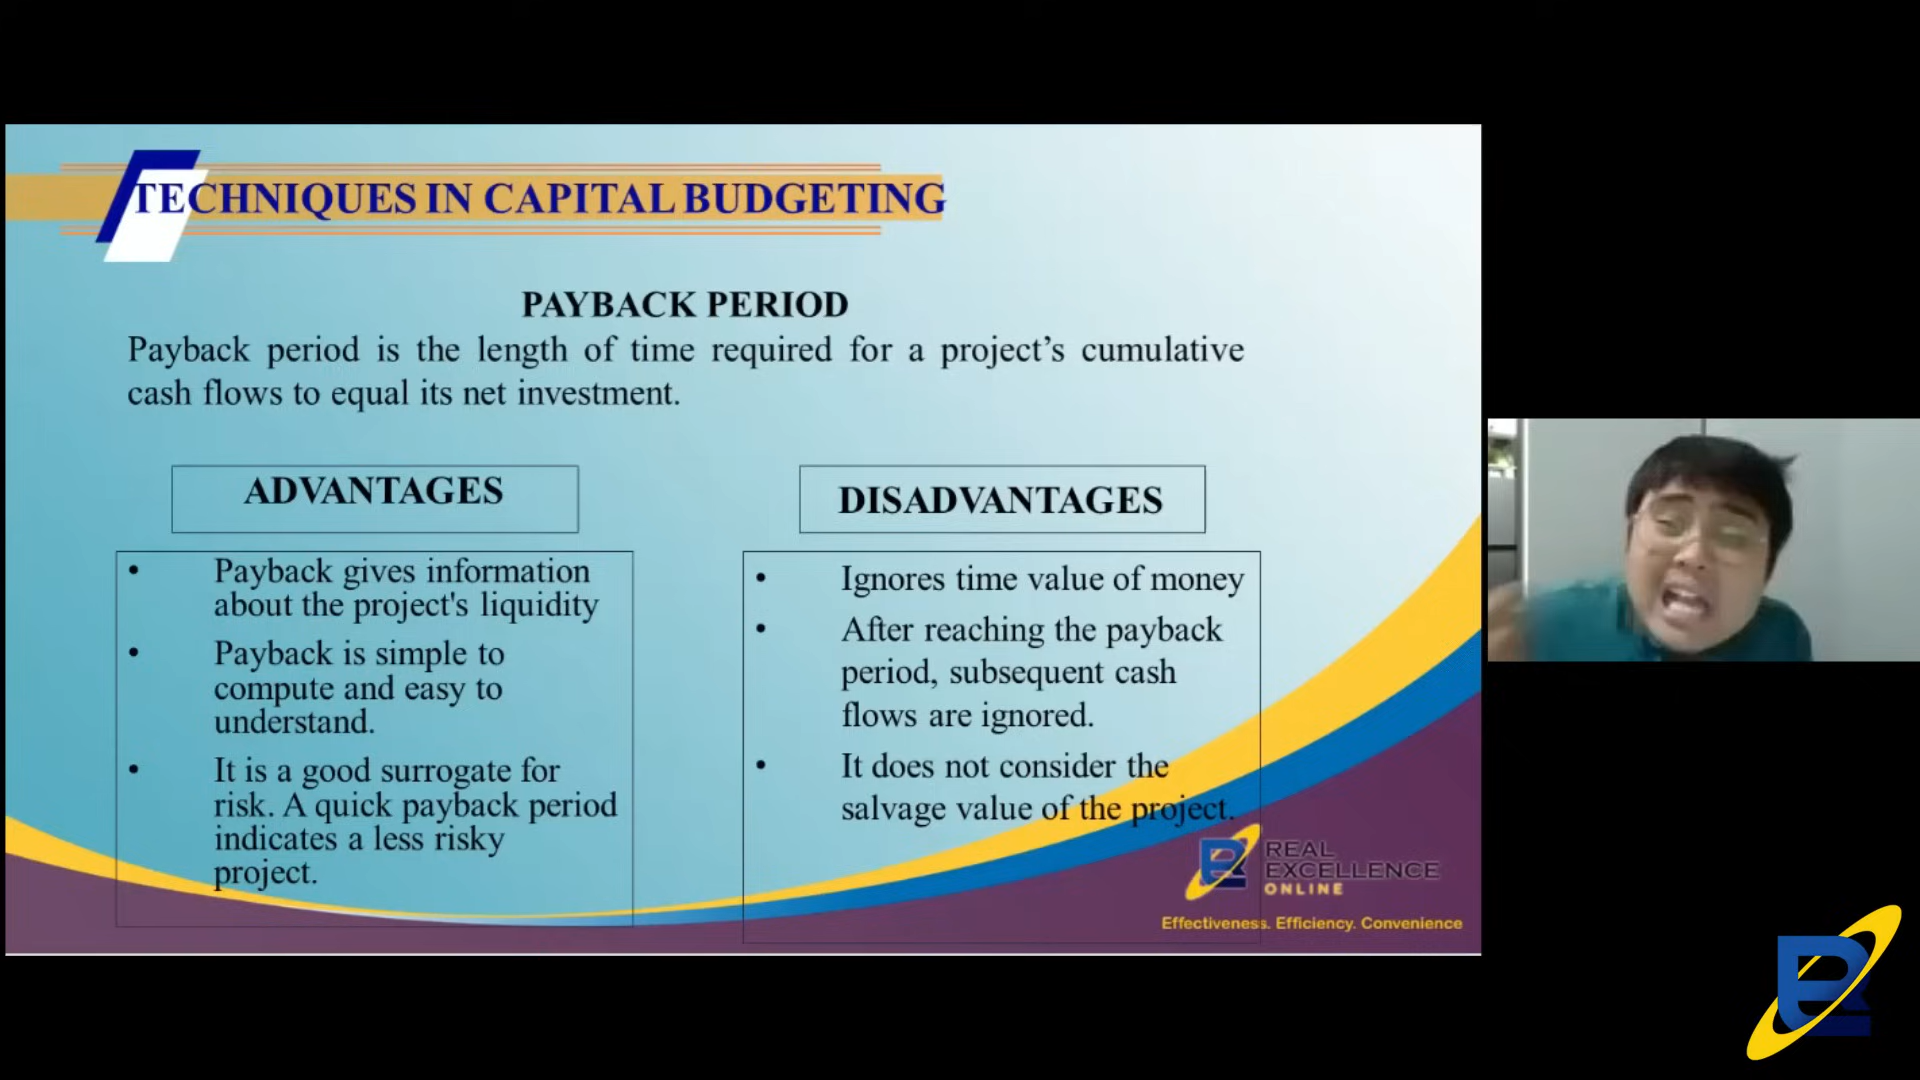 TECHNIQUES IN CAPITAL BUDGETING
PAYBACK PERIOD
Payback period is the length of time required for a project’s cumulative
cash flows to equal its net investment.
ADVANTAGES
• Payback gives information
about the project's liquidity
• Payback is simple to
compute and easy to
understand.
• It is a good surrogate for
risk. A quick payback period
indicates a less risky
project.
DISADVANTAGES
• Ignores time value of money
• After reaching the payback
period, subsequent cash
flows are ignored.
• It does not consider the
salvage value of the project.
REAL
EXCELLENCE
ONLINE
Effectiveness. Efficiency. Convenience